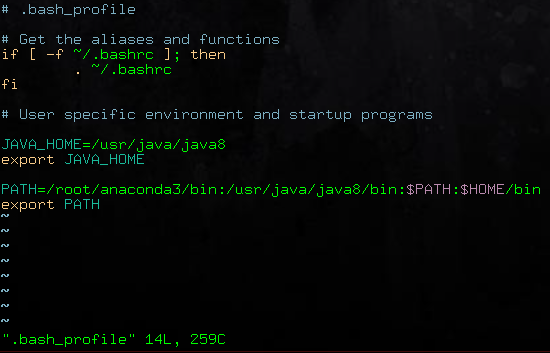 # .bash_profile
# Get the aliases and functions
if [ -f ~/.bashrc ]; then
        . ~/.bashrc
fi
# User specific environment and startup programs
JAVA_HOME=/usr/java/java8
export JAVA_HOME
PATH=/root/anaconda3/bin:/usr/java/java8/bin:$PATH:$HOME/bin
export PATH
~
~
~
~
~
~
~
~
".bash_profile" 14L, 259C